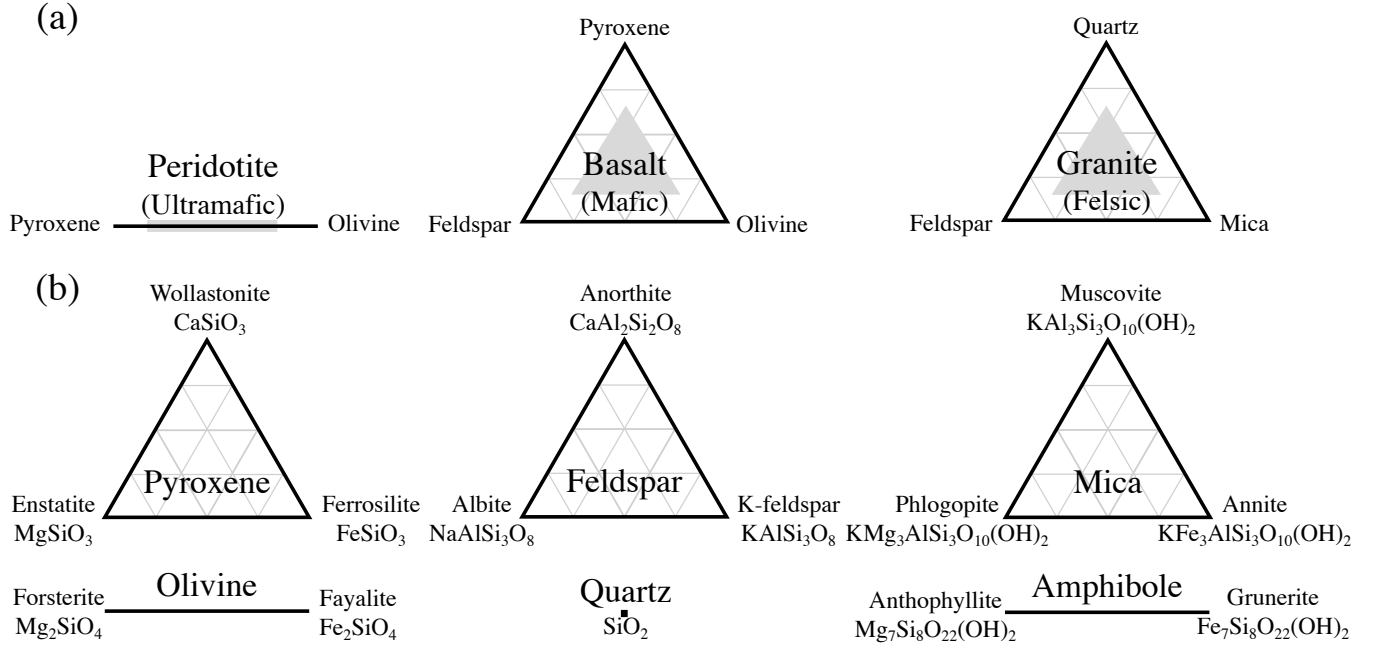 (a)
Pyroxene
Quartz
Peridotite
(Ultramafic)
Basalt
(Mafic)
Granite
(Felsic)
Pyroxene
Olivine
Feldspar
Olivine
Feldspar
Mica
(b)
Wollastonite
CaSiO₃
Anorthite
CaAl₂Si₂O₈
Muscovite
KAl₃Si₃O₁₀(OH)₂
Pyroxene
Feldspar
Mica
Enstatite
MgSiO₃
Ferrosilite
FeSiO₃
Albite
NaAlSi₃O₈
K-feldspar
KAlSi₃O₈
Phlogopite
KMg₃AlSi₃O₁₀(OH)₂
Annite
KFe₃AlSi₃O₁₀(OH)₂
Olivine
Forsterite
Mg₂SiO₄
Fayalite
Fe₂SiO₄
Quartz
SiO₂
Amphibole
Anthophyllite
Mg₇Si₈O₂₂(OH)₂
Grunerite
Fe₇Si₈O₂₂(OH)₂